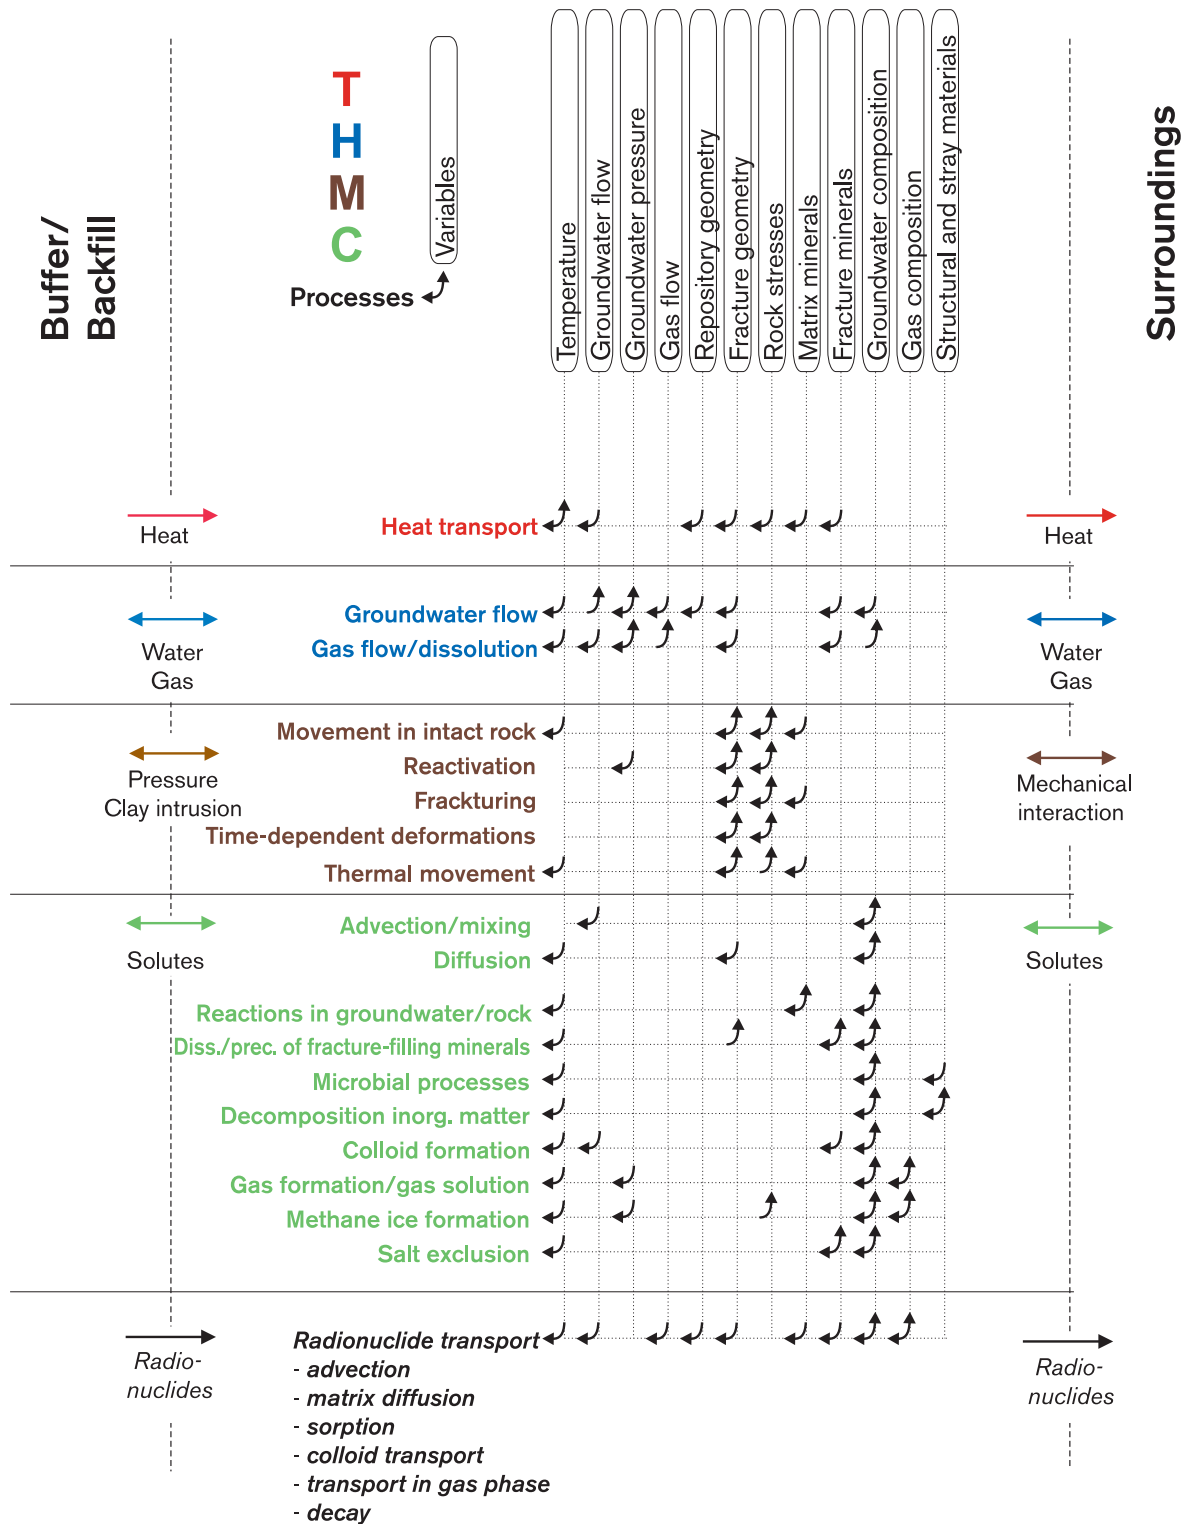 T
H
M
C
Processes
Variables
Buffer/
Backfill
Temperature
Groundwater flow
Groundwater pressure
Gas flow
Repository geometry
Fracture geometry
Rock stresses
Matrix minerals
Fracture minerals
Groundwater composition
Gas composition
Structural and stray materials
Surroundings
Heat
Heat transport
Heat
Water
Gas
Groundwater flow
Gas flow/dissolution
Water
Gas
Pressure
Clay intrusion
Movement in intact rock
Reactivation
Frackturing
Time-dependent deformations
Thermal movement
Mechanical
interaction
Solutes
Advection/mixing
Diffusion
Reactions in groundwater/rock
Diss./prec. of fracture-filling minerals
Microbial processes
Decomposition inorg. matter
Colloid formation
Gas formation/gas solution
Methane ice formation
Salt exclusion
Solutes
Radio-
nuclides
Radionuclide transport
- advection
- matrix diffusion
- sorption
- colloid transport
- transport in gas phase
- decay
Radio-
nuclides